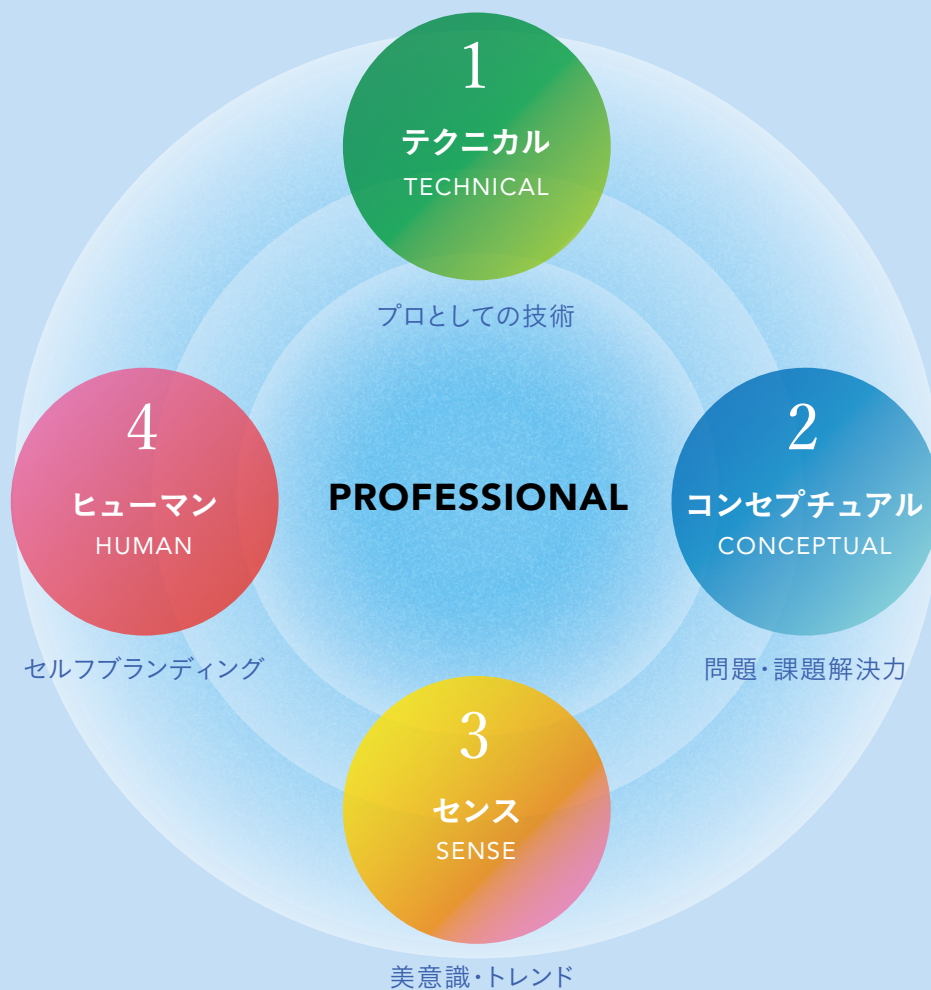 1
テクニカル
TECHNICAL
プロとしての技術
4
ヒューマン
HUMAN
セルフブランディング
PROFESSIONAL
2
コンセプチュアル
CONCEPTUAL
問題・課題解決力
3
センス
SENSE
美意識・トレンド